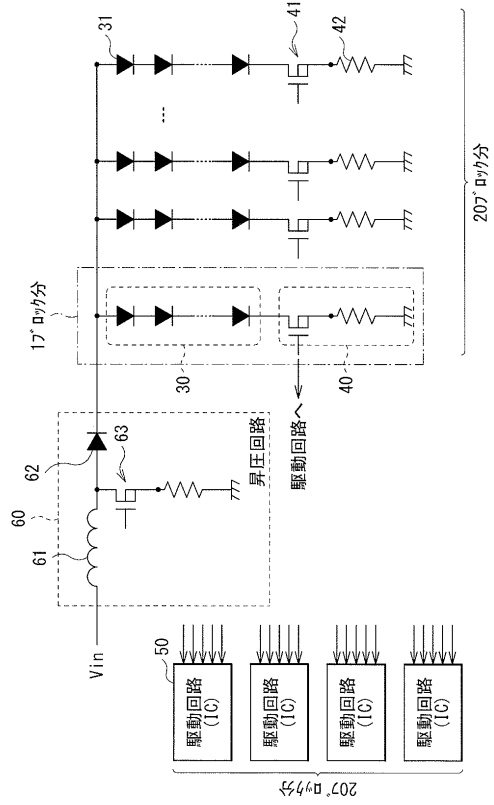 Vin
60
61
62
63
昇圧回路
1ブロック分
30
40
駆動回路へ
31
41
42
...
20ブロック分
50
駆動回路
(IC)
駆動回路
(IC)
駆動回路
(IC)
駆動回路
(IC)
20ブロック分